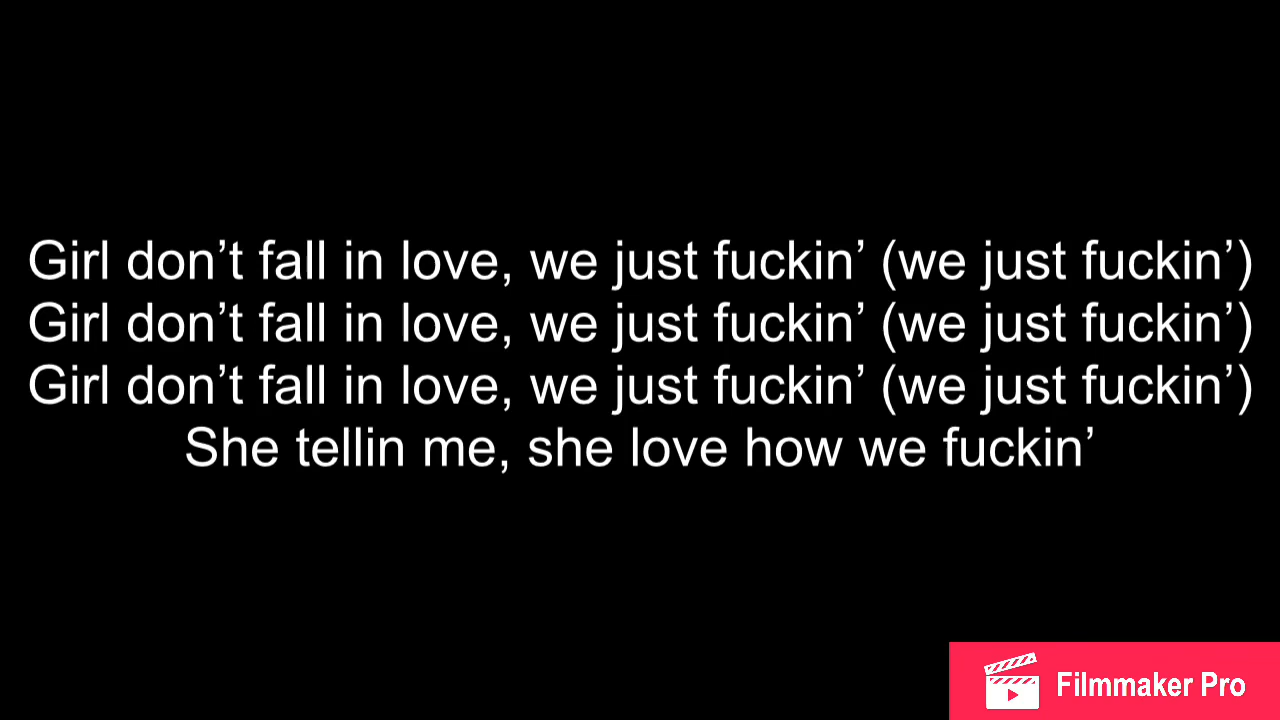 Girl don’t fall in love, we just fuckin’ (we just fuckin’)
Girl don’t fall in love, we just fuckin’ (we just fuckin’)
Girl don’t fall in love, we just fuckin’ (we just fuckin’)
She tellin me, she love how we fuckin’
Filmmaker Pro